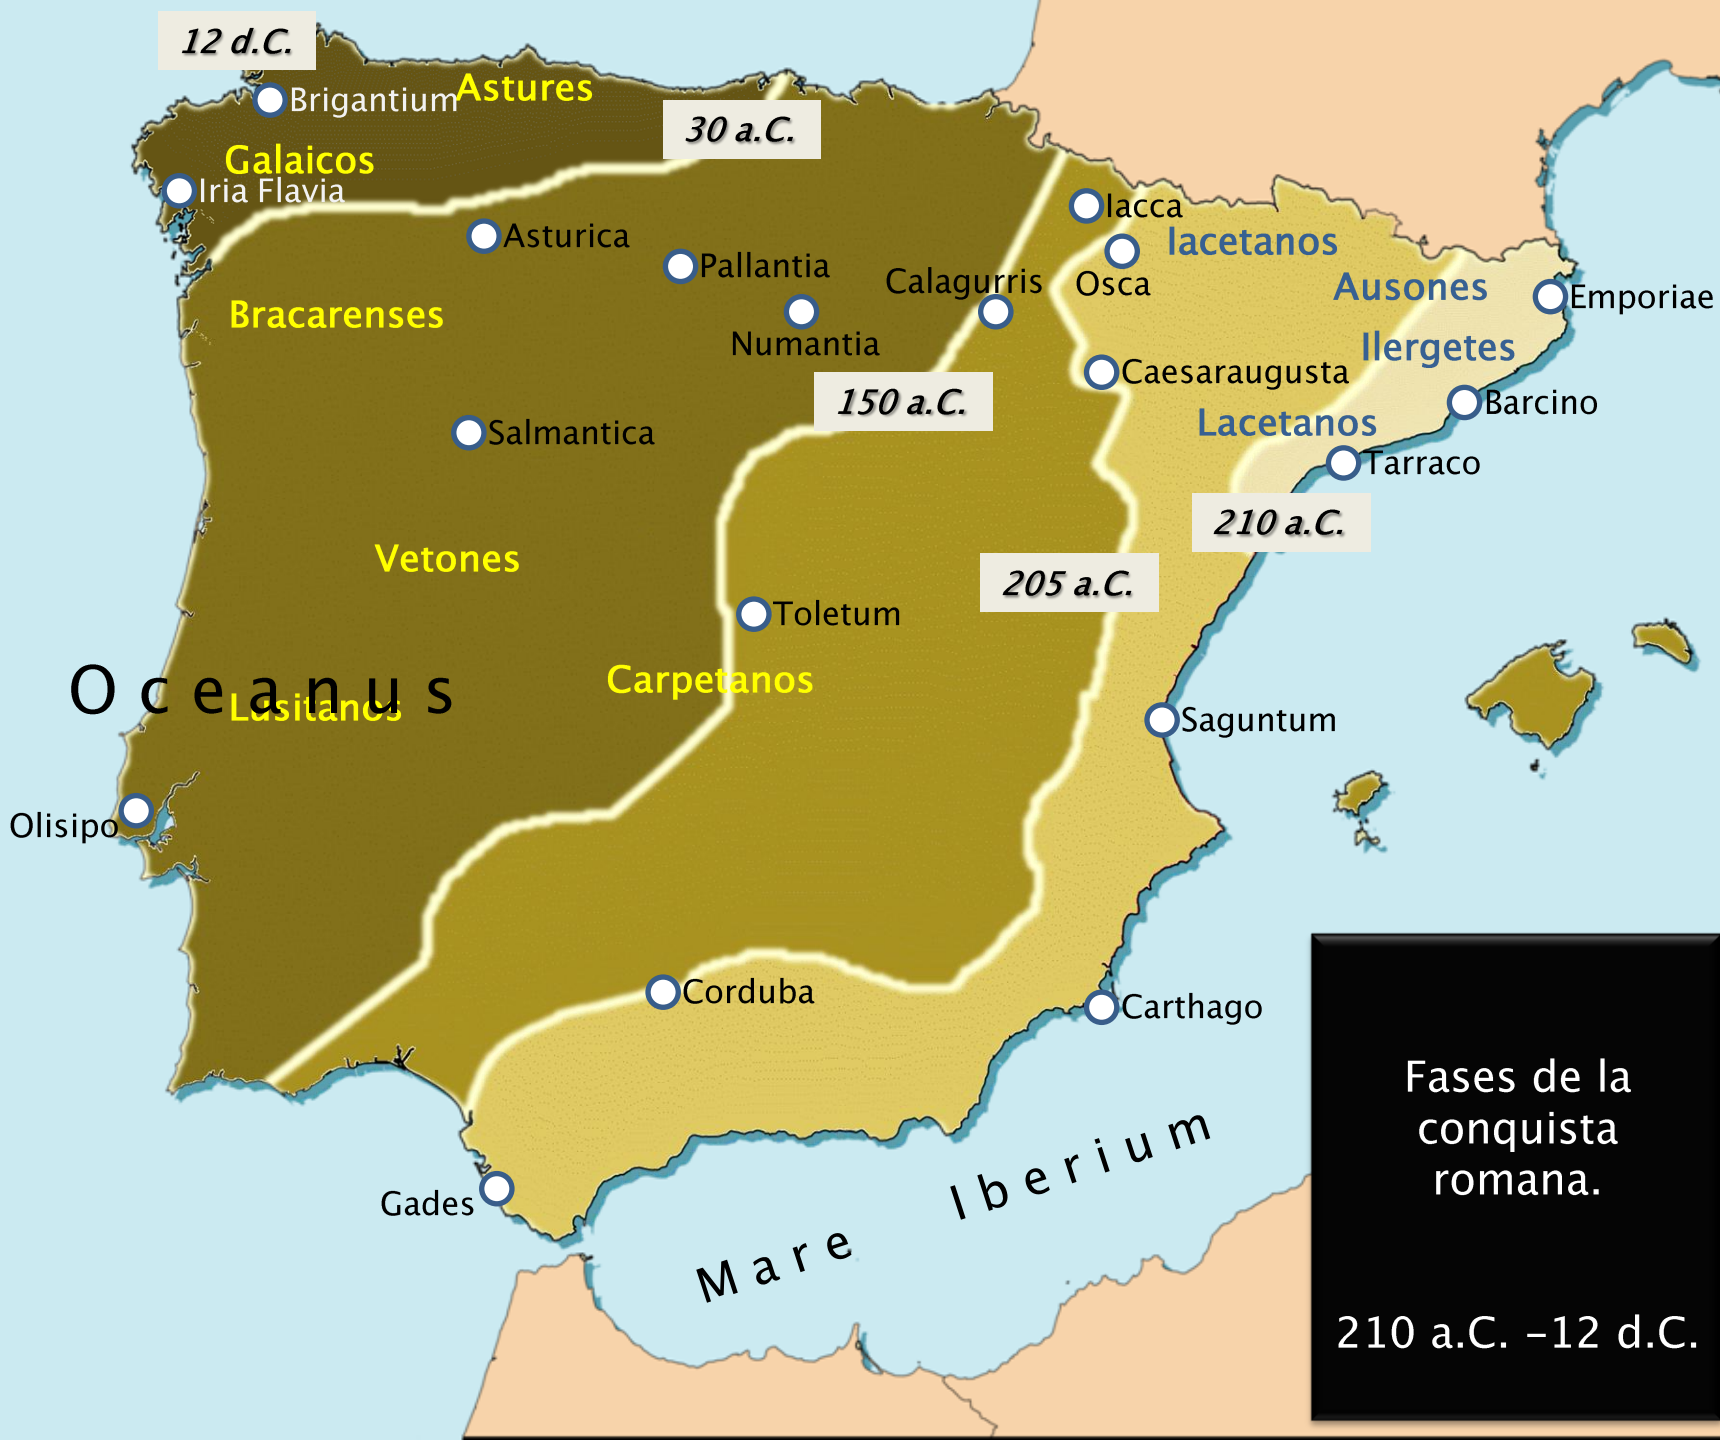 12 d.C.
Astures
Brigantium
30 a.C.
Galaicos
Iria Flavia
Iacca
Asturica
Iacetanos
Pallantia
Calagurris
Osca
Ausones
Emporiae
Bracarenses
Numantia
Ilergetes
Caesaraugusta
150 a.C.
Barcino
Lacetanos
Salmantica
Tarraco
210 a.C.
Vetones
205 a.C.
Toletum
Carpetanos
Oceanus
Lusitanos
Saguntum
Olisipo
Corduba
Carthago
Gades
Mare Iberium
Fases de la
conquista
romana.
210 a.C. –12 d.C.